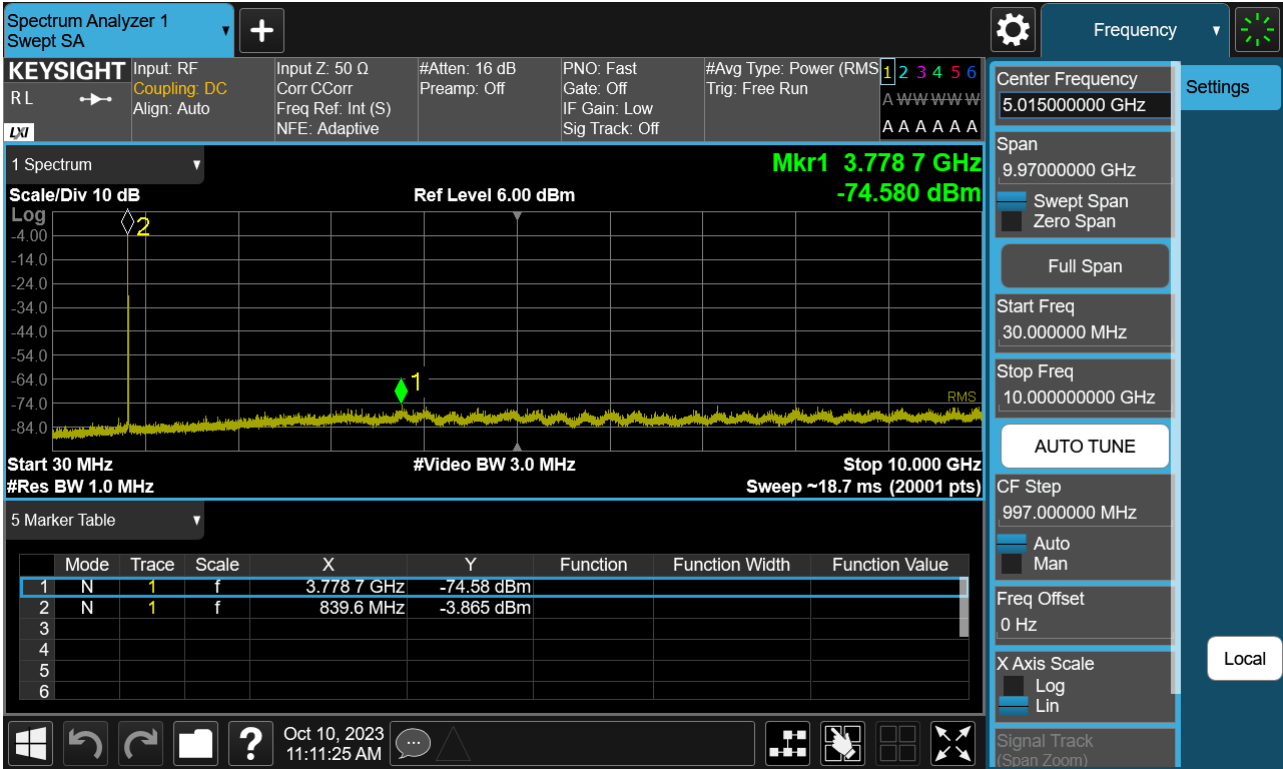 Spectrum Analyzer 1
Swept SA
+
Frequency
KEYSIGHT
R L
LXI
Input: RF
Coupling: DC
Align: Auto
Input Z: 50 Ω
Corr CCorr
Freq Ref: Int (S)
NFE: Adaptive
#Atten: 16 dB
Preamp: Off
PNO: Fast
Gate: Off
IF Gain: Low
Sig Track: Off
#Avg Type: Power (RMS
Trig: Free Run
1 2 3 4 5 6
A W W W W W
A A A A A A
1 Spectrum
Mkr1 3.778 7 GHz
Scale/Div 10 dB
Ref Level 6.00 dBm
-74.580 dBm
Log
2
-4.00
-14.0
-24.0
-34.0
-44.0
-54.0
-64.0
1
-74.0
RMS
-84.0
Start 30 MHz
#Video BW 3.0 MHz
Stop 10.000 GHz
#Res BW 1.0 MHz
Sweep ~18.7 ms (20001 pts)
5 Marker Table
Mode Trace Scale X Y Function Function Width Function Value
1 N 1 f 3.778 7 GHz -74.58 dBm
2 N 1 f 839.6 MHz -3.865 dBm
3
4
5
6
?
Oct 10, 2023
11:11:25 AM
Center Frequency
5.015000000 GHz
Settings
Span
9.97000000 GHz
Swept Span
Zero Span
Full Span
Start Freq
30.000000 MHz
Stop Freq
10.000000000 GHz
AUTO TUNE
CF Step
997.000000 MHz
Auto
Man
Freq Offset
0 Hz
X Axis Scale
Log
Lin
Local
Signal Track
(Span Zoom)